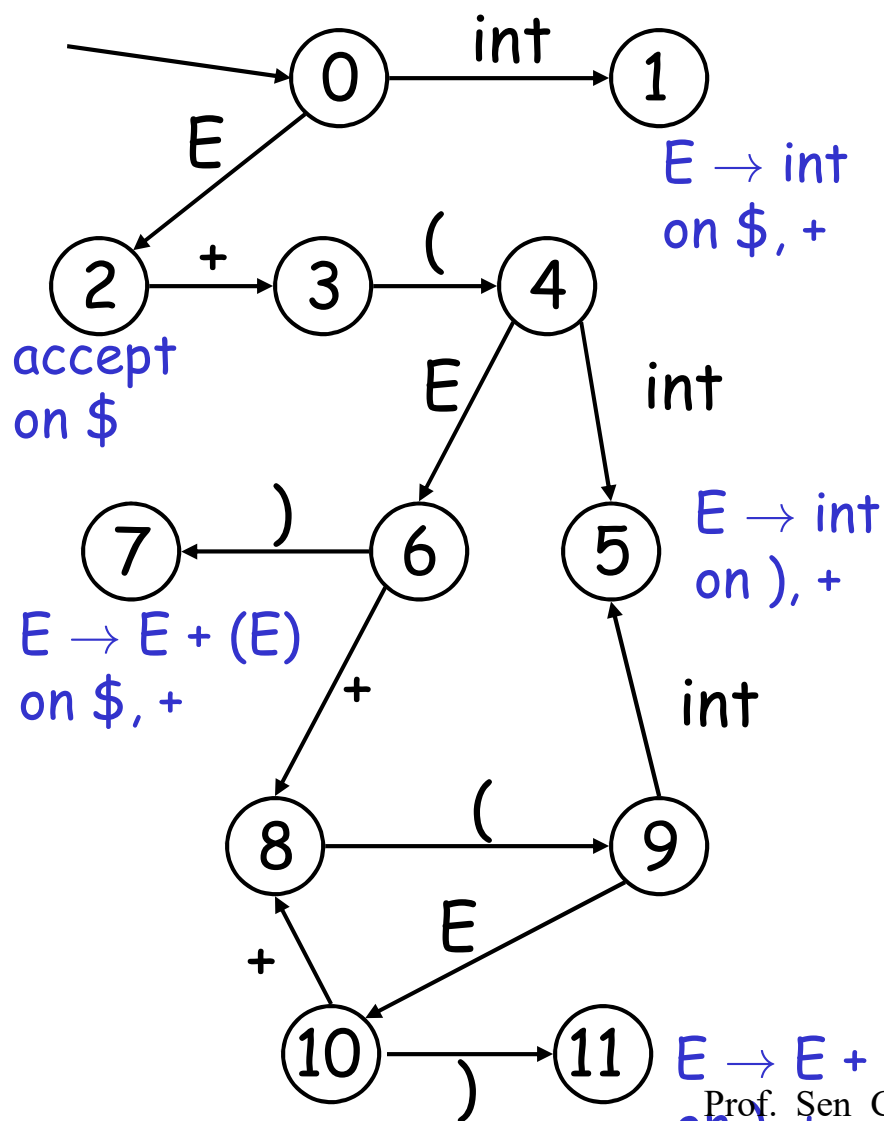 int
0
1
E
E → int
on $, +
+
(
2
3
4
accept
on $
E
int
)
7
6
5
E → int
on ), +
E → E + (E)
on $, +
+
int
(
8
9
E
+
10
11
)
E → E +
Prof. Sen